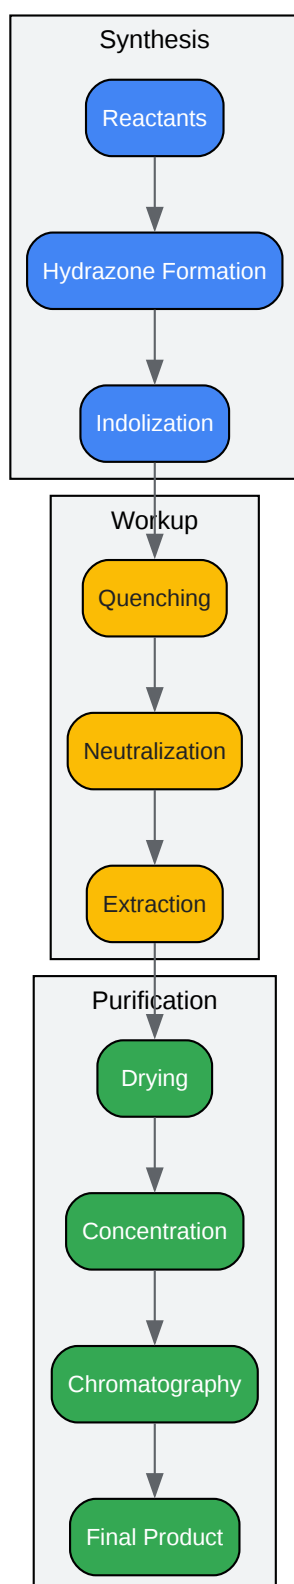 Synthesis
Reactants
Hydrazone Formation
Indolization
Workup
Quenching
Neutralization
Extraction
Purification
Drying
Concentration
Chromatography
Final Product